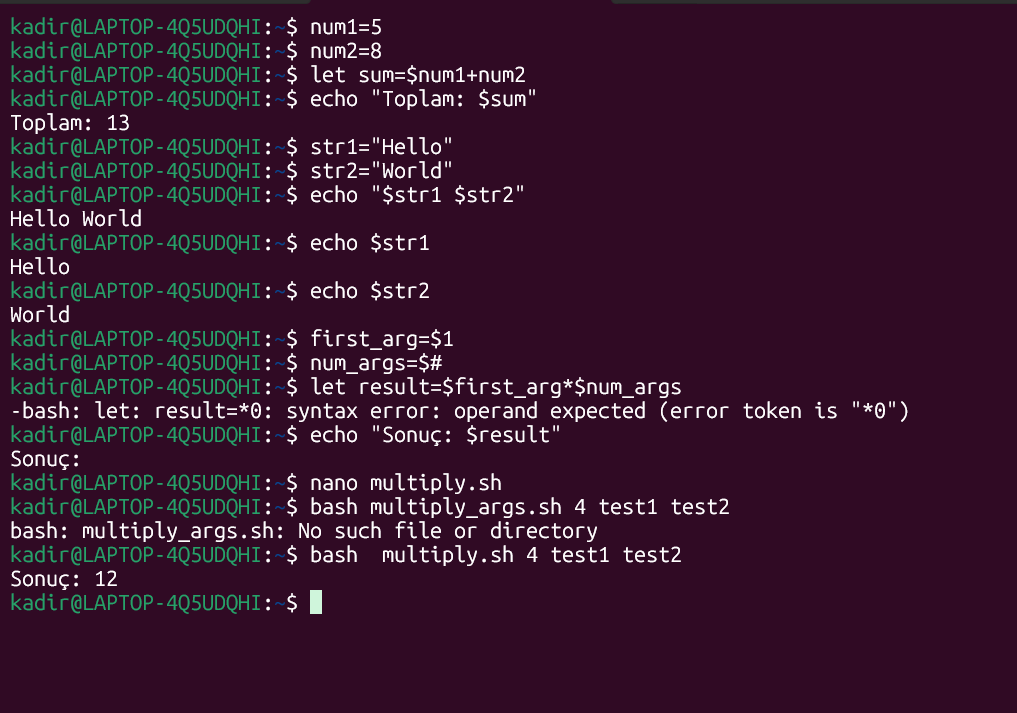 kadir@LAPTOP-4Q5UDQHI:~$ num1=5
kadir@LAPTOP-4Q5UDQHI:~$ num2=8
kadir@LAPTOP-4Q5UDQHI:~$ let sum=$num1+num2
kadir@LAPTOP-4Q5UDQHI:~$ echo "Toplam: $sum"
Toplam: 13
kadir@LAPTOP-4Q5UDQHI:~$ str1="Hello"
kadir@LAPTOP-4Q5UDQHI:~$ str2="World"
kadir@LAPTOP-4Q5UDQHI:~$ echo "$str1 $str2"
Hello World
kadir@LAPTOP-4Q5UDQHI:~$ echo $str1
Hello
kadir@LAPTOP-4Q5UDQHI:~$ echo $str2
World
kadir@LAPTOP-4Q5UDQHI:~$ first_arg=$1
kadir@LAPTOP-4Q5UDQHI:~$ num_args=$#
kadir@LAPTOP-4Q5UDQHI:~$ let result=$first_arg*$num_args
-bash: let: result=*0: syntax error: operand expected (error token is "*0")
kadir@LAPTOP-4Q5UDQHI:~$ echo "Sonuç: $result"
Sonuç:
kadir@LAPTOP-4Q5UDQHI:~$ nano multiply.sh
kadir@LAPTOP-4Q5UDQHI:~$ bash multiply_args.sh 4 test1 test2
bash: multiply_args.sh: No such file or directory
kadir@LAPTOP-4Q5UDQHI:~$ bash  multiply.sh 4 test1 test2
Sonuç: 12
kadir@LAPTOP-4Q5UDQHI:~$